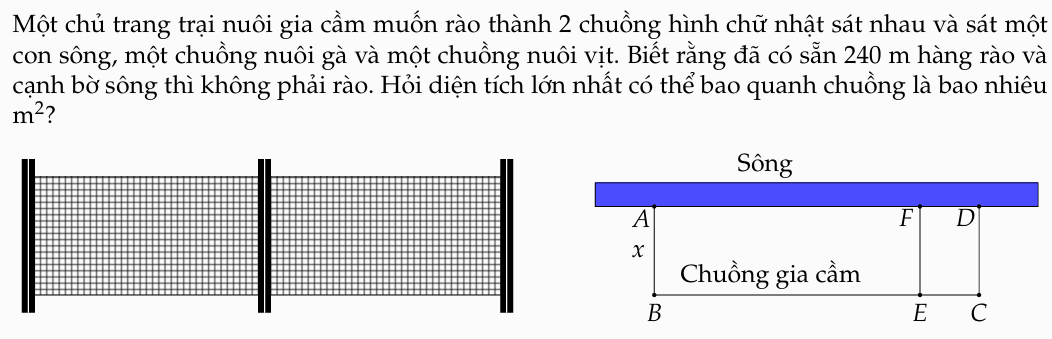 Một chủ trang trại nuôi gia cầm muốn rào thành 2 chuồng hình chữ nhật sát nhau và sát một
con sông, một chuồng nuôi gà và một chuồng nuôi vịt. Biết rằng đã có sẵn 240 m hàng rào và
cạnh bờ sông thì không phải rào. Hỏi diện tích lớn nhất có thể bao quanh chuồng là bao nhiêu
m²?
Sông
A F D
x
Chuồng gia cầm
B E C